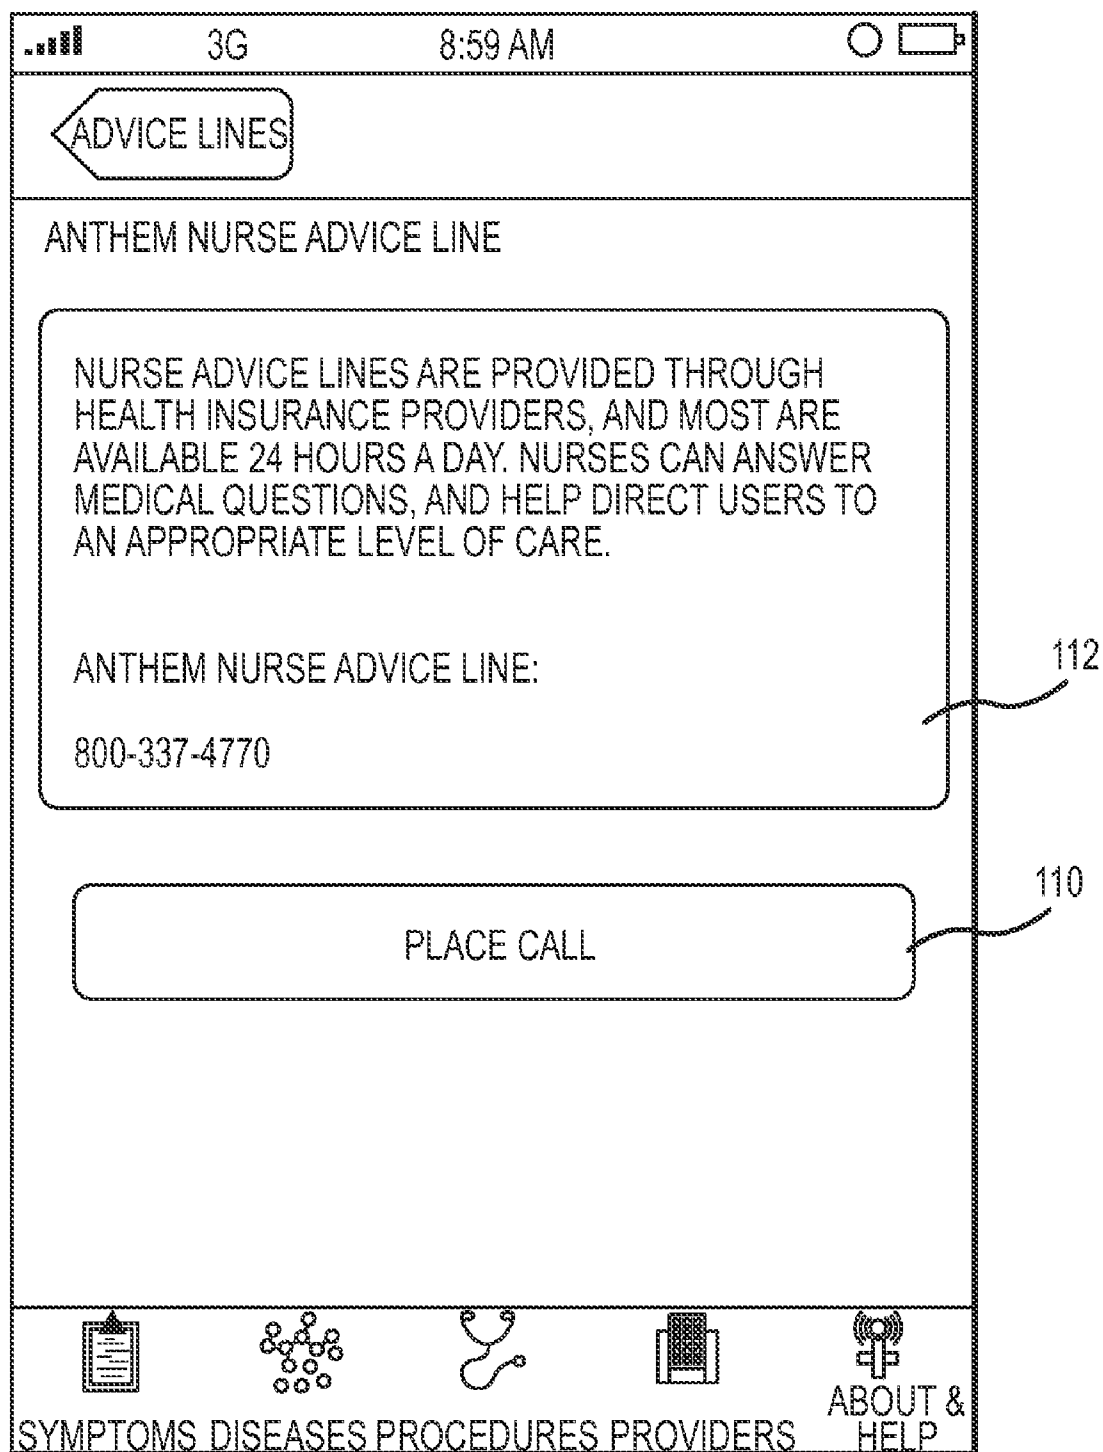 3G 8:59 AM
ADVICE LINES
ANTHEM NURSE ADVICE LINE
NURSE ADVICE LINES ARE PROVIDED THROUGH
HEALTH INSURANCE PROVIDERS, AND MOST ARE
AVAILABLE 24 HOURS A DAY. NURSES CAN ANSWER
MEDICAL QUESTIONS, AND HELP DIRECT USERS TO
AN APPROPRIATE LEVEL OF CARE.
ANTHEM NURSE ADVICE LINE:
112
800-337-4770
110
PLACE CALL
SYMPTOMS DISEASES PROCEDURES PROVIDERS
ABOUT &
HELP